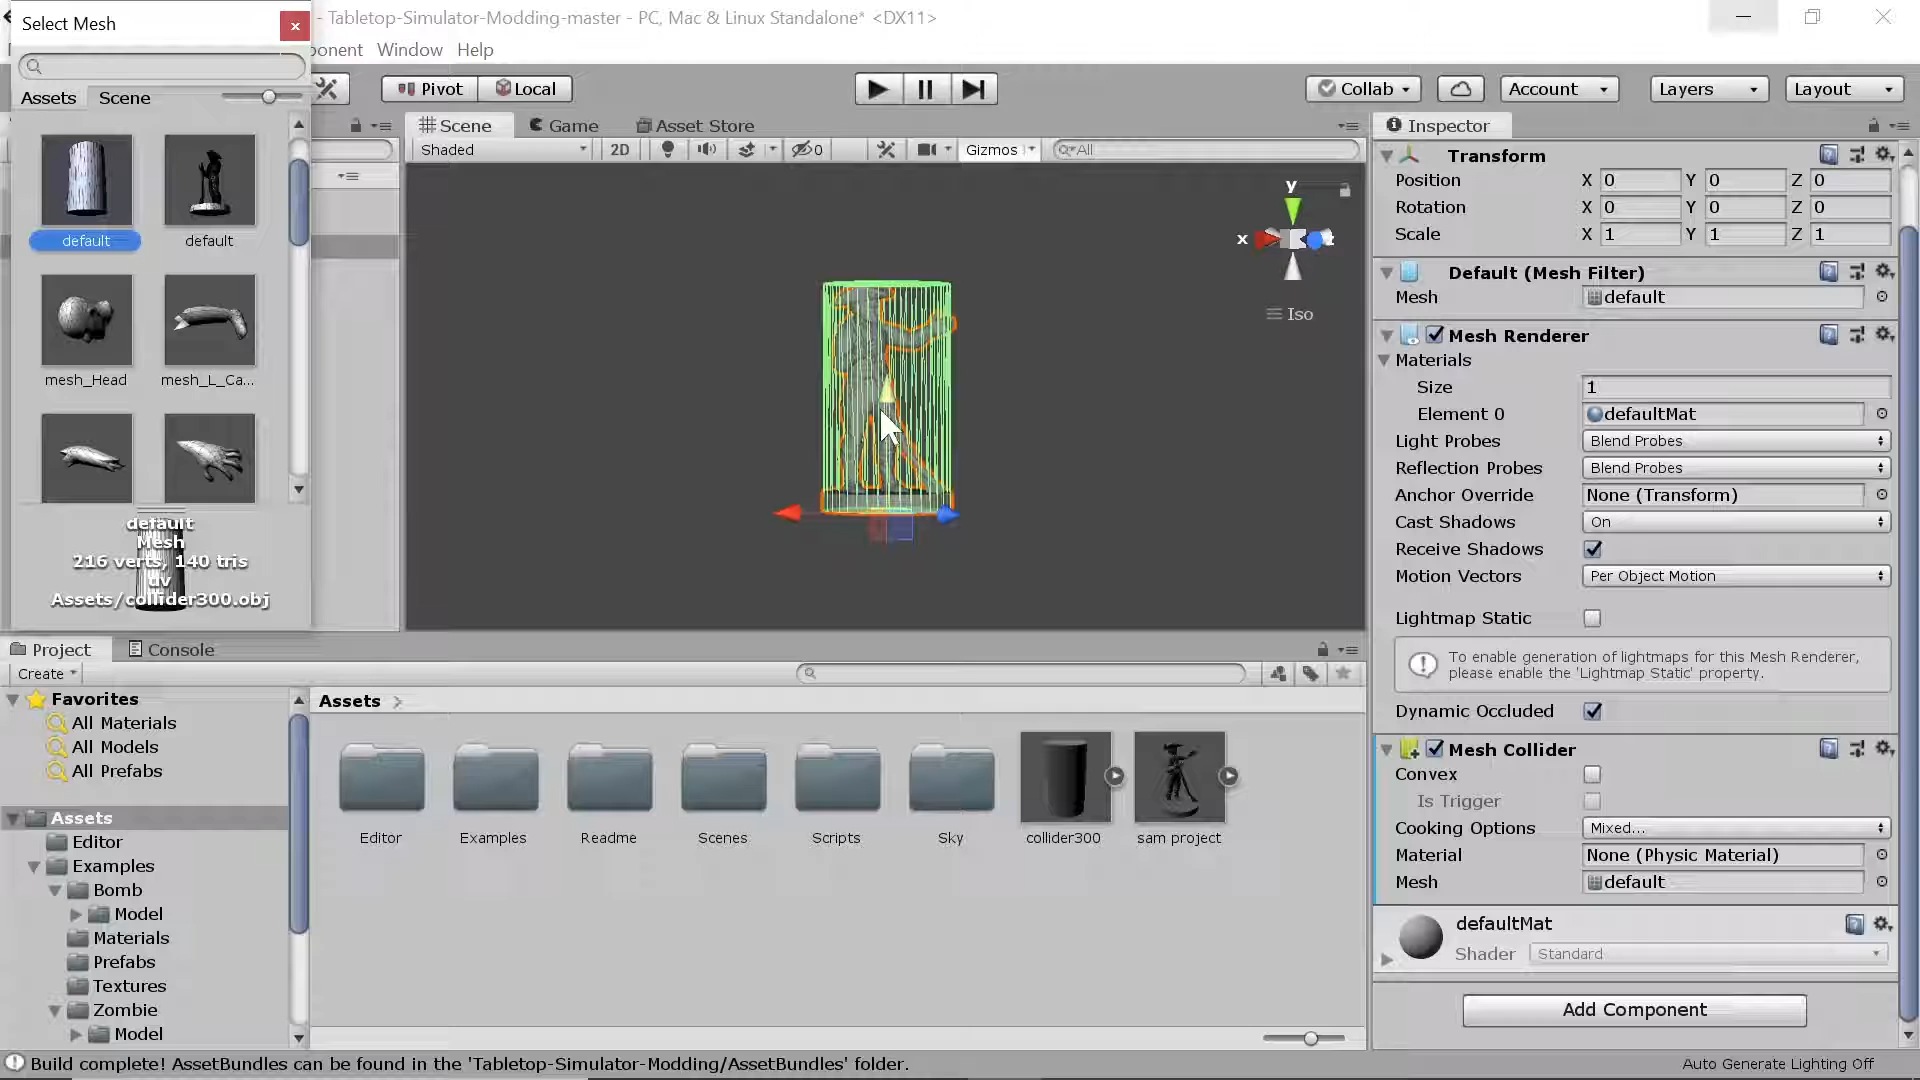 Select Mesh
- Tabletop-Simulator-Modding-master - PC, Mac & Linux Standalone* <DX11>
ponent Window Help
Assets Scene
Pivot Local
Collab Account Layers Layout
Scene Game Asset Store
Inspector
Shaded 2D 0 Gizmos All
default default
mesh_Head mesh_L_Ca...
default
Mesh
216 verts, 140 tris
uv
Assets/collider300.obj
y
x z
Iso
Transform
Position X 0 Y 0 Z 0
Rotation X 0 Y 0 Z 0
Scale X 1 Y 1 Z 1
Default (Mesh Filter)
Mesh default
Mesh Renderer
Materials
Size 1
Element 0 defaultMat
Light Probes Blend Probes
Reflection Probes Blend Probes
Anchor Override None (Transform)
Cast Shadows On
Receive Shadows
Motion Vectors Per Object Motion
Lightmap Static
To enable generation of lightmaps for this Mesh Renderer,
please enable the 'Lightmap Static' property.
Dynamic Occluded
Mesh Collider
Convex
Is Trigger
Cooking Options Mixed...
Material None (Physic Material)
Mesh default
defaultMat
Shader Standard
Add Component
Project Console
Create
Favorites
All Materials
All Models
All Prefabs
Assets
Editor
Examples
Bomb
Model
Materials
Prefabs
Textures
Zombie
Model
Assets
Editor Examples Readme Scenes Scripts Sky collider300 sam project
Build complete! AssetBundles can be found in the 'Tabletop-Simulator-Modding/AssetBundles' folder.
Auto Generate Lighting Off